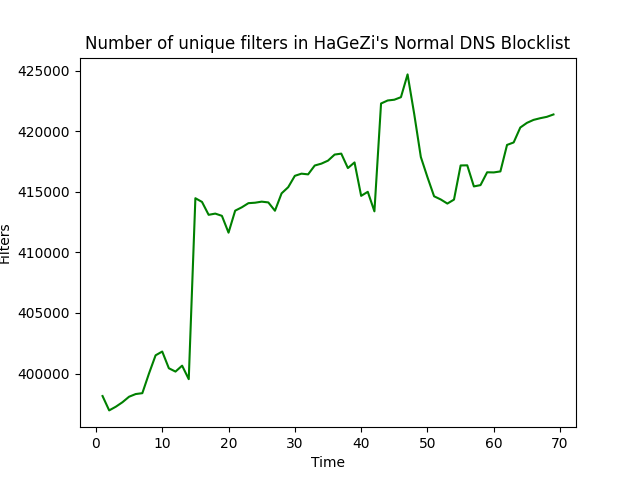 Number of unique filters in HaGeZi's Normal DNS Blocklist
425000
420000
415000
410000
405000
400000
Filters
0 10 20 30 40 50 60 70
Time